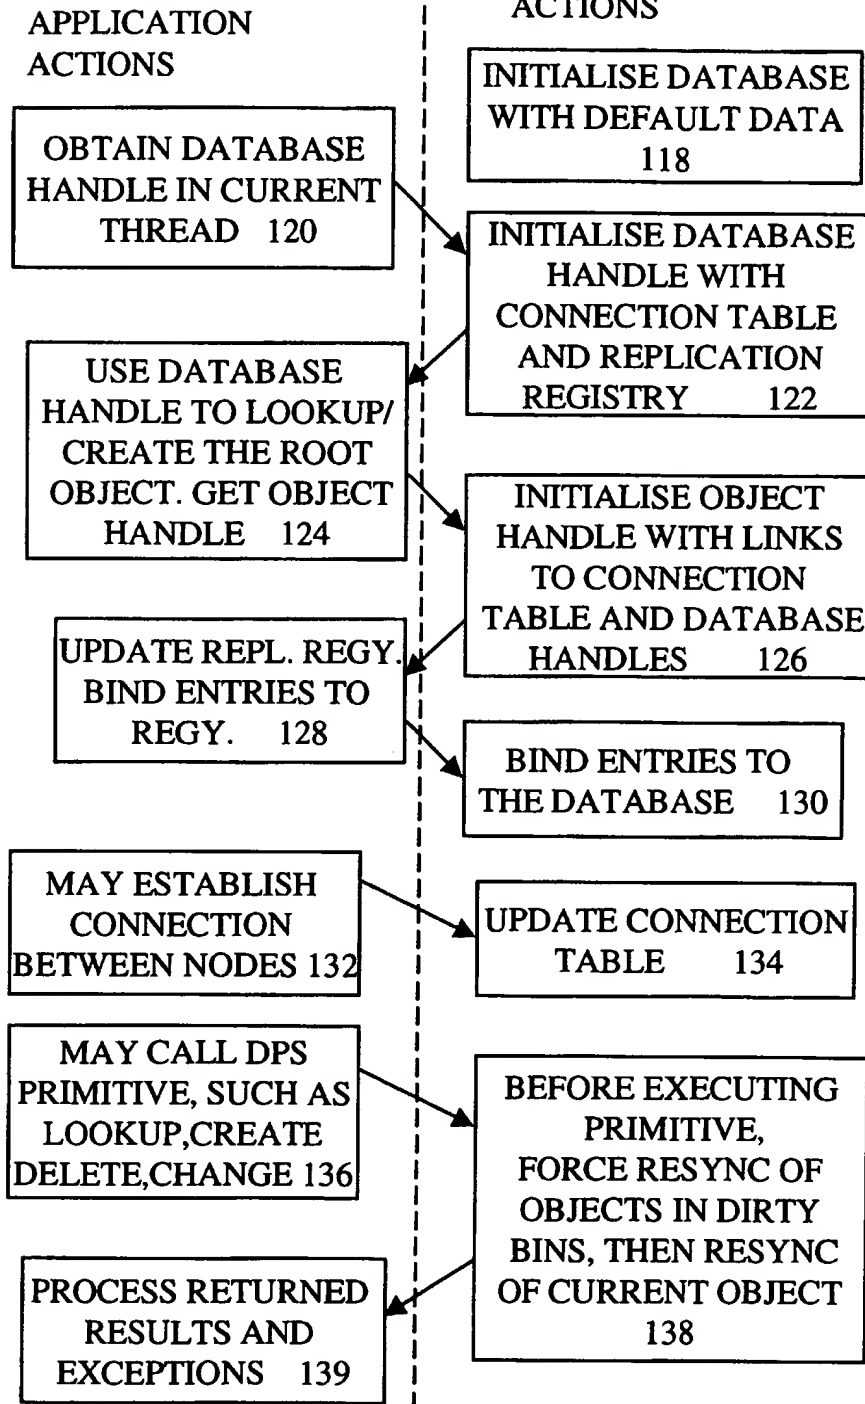 APPLICATION
ACTIONS
ACTIONS
INITIALISE DATABASE
WITH DEFAULT DATA
118
OBTAIN DATABASE
HANDLE IN CURRENT
THREAD 120
INITIALISE DATABASE
HANDLE WITH
CONNECTION TABLE
AND REPLICATION
REGISTRY 122
USE DATABASE
HANDLE TO LOOKUP/
CREATE THE ROOT
OBJECT. GET OBJECT
HANDLE 124
INITIALISE OBJECT
HANDLE WITH LINKS
TO CONNECTION
TABLE AND DATABASE
HANDLES 126
UPDATE REPL. REGY.
BIND ENTRIES TO
REGY. 128
BIND ENTRIES TO
THE DATABASE 130
MAY ESTABLISH
CONNECTION
BETWEEN NODES 132
UPDATE CONNECTION
TABLE 134
MAY CALL DPS
PRIMITIVE, SUCH AS
LOOKUP,CREATE
DELETE,CHANGE 136
BEFORE EXECUTING
PRIMITIVE,
FORCE RESYNC OF
OBJECTS IN DIRTY
BINS, THEN RESYNC
OF CURRENT OBJECT
138
PROCESS RETURNED
RESULTS AND
EXCEPTIONS 139